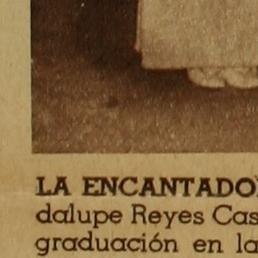 LA ENCANTADO
dalupe Reyes Cas
graduación en la